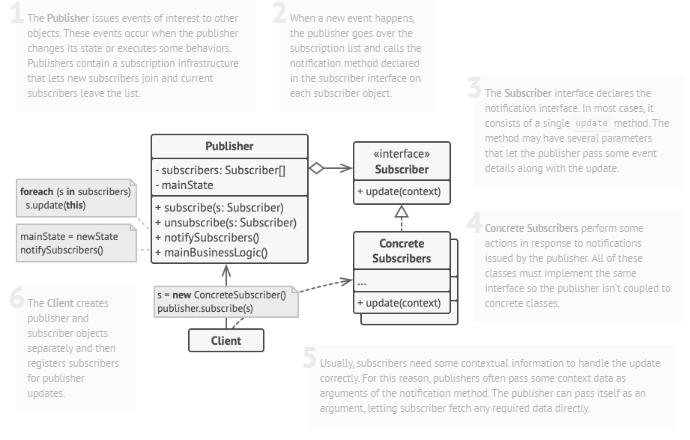 1
The Publisher issues events of interest to other
objects. These events occur when the publisher
changes its state or executes some behaviors.
Publishers contain a subscription infrastructure
that lets new subscribers join and current
subscribers leave the list.
2
When a new event happens,
the publisher goes over the
subscription list and calls the
notification method declared
in the subscriber interface on
each subscriber object.
3
The Subscriber interface declares the
notification interface. In most cases, it
consists of a single update method. The
method may have several parameters
that let the publisher pass some event
details along with the update.
Publisher
- subscribers: Subscriber[]
- mainState
+ subscribe(s: Subscriber)
+ unsubscribe(s: Subscriber)
+ notifySubscribers()
+ mainBusinessLogic()
«interface»
Subscriber
+ update(context)
foreach (s in subscribers)
s.update(this)
mainState = newState
notifySubscribers()
Concrete
Subscribers
...
+ update(context)
4
Concrete Subscribers perform some
actions in response to notifications
issued by the publisher. All of these
classes must implement the same
interface so the publisher isn't coupled to
concrete classes.
s = new ConcreteSubscriber()
publisher.subscribe(s)
Client
6
The Client creates
publisher and
subscriber objects
separately and then
registers subscribers
for publisher
updates.
5
Usually, subscribers need some contextual information to handle the update
correctly. For this reason, publishers often pass some context data as
arguments of the notification method. The publisher can pass itself as an
argument, letting subscriber fetch any required data directly.